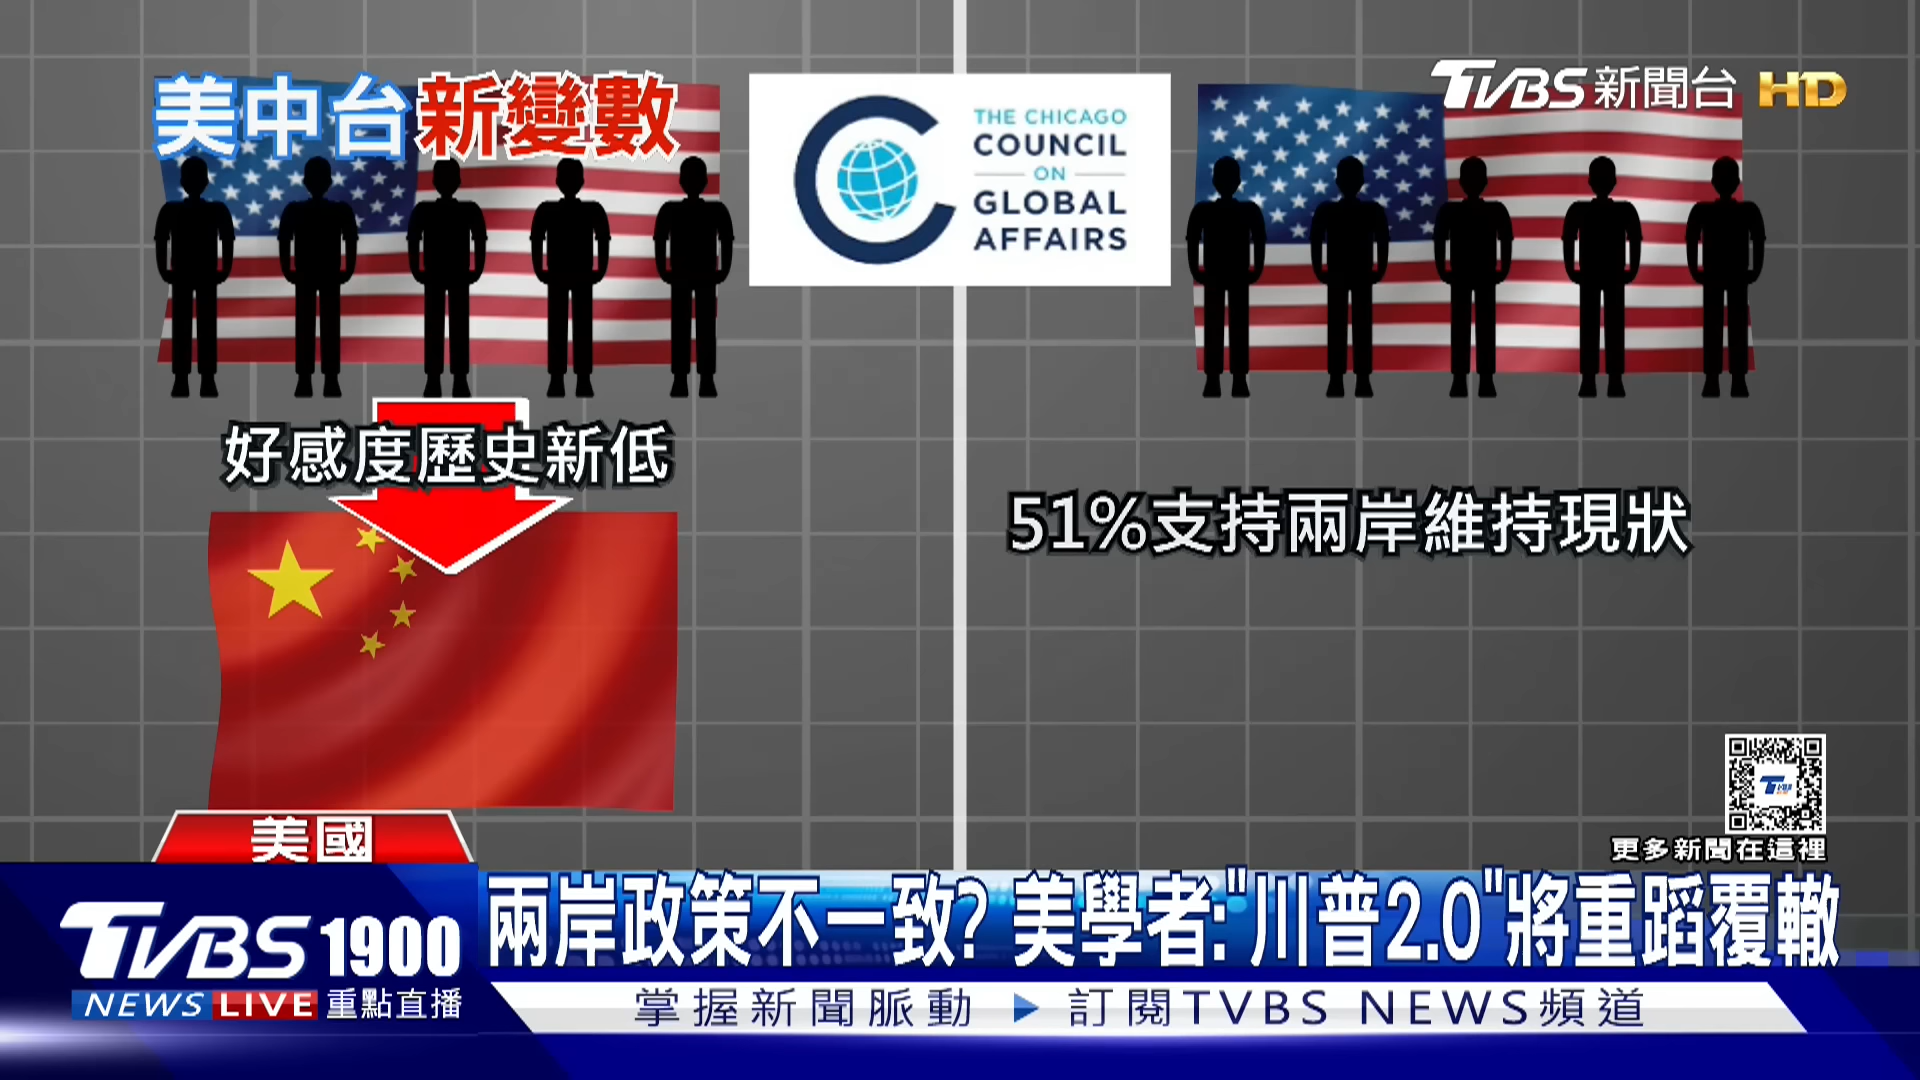 美中台新變數
THE CHICAGO
COUNCIL
ON
GLOBAL
AFFAIRS
TVBS新聞台 HD
好感度歷史新低
51%支持兩岸維持現狀
更多新聞在這裡
美國
兩岸政策不一致? 美學者:"川普2.0"將重蹈覆轍
TVBS 1900
NEWS LIVE 重點直播
掌握新聞脈動 ▶ 訂閱TVBS NEWS頻道